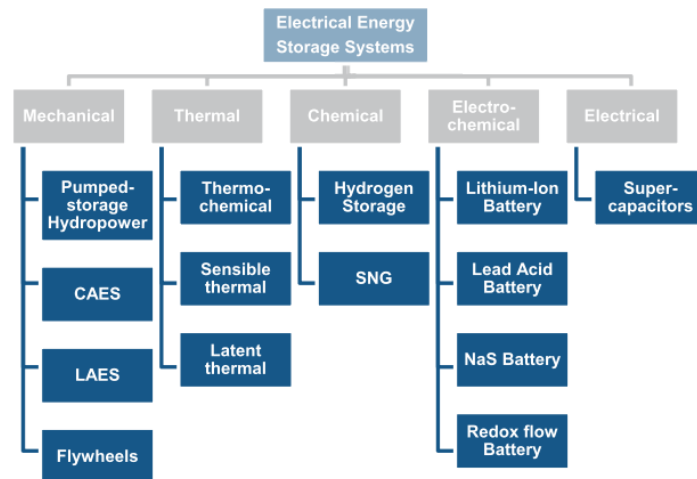 Electrical Energy
Storage Systems
Mechanical
Thermal
Chemical
Electro-
chemical
Electrical
Pumped-
storage
Hydropower
CAES
LAES
Flywheels
Thermo-
chemical
Sensible
thermal
Latent
thermal
Hydrogen
Storage
SNG
Lithium-Ion
Battery
Lead Acid
Battery
NaS Battery
Redox flow
Battery
Super-
capacitors